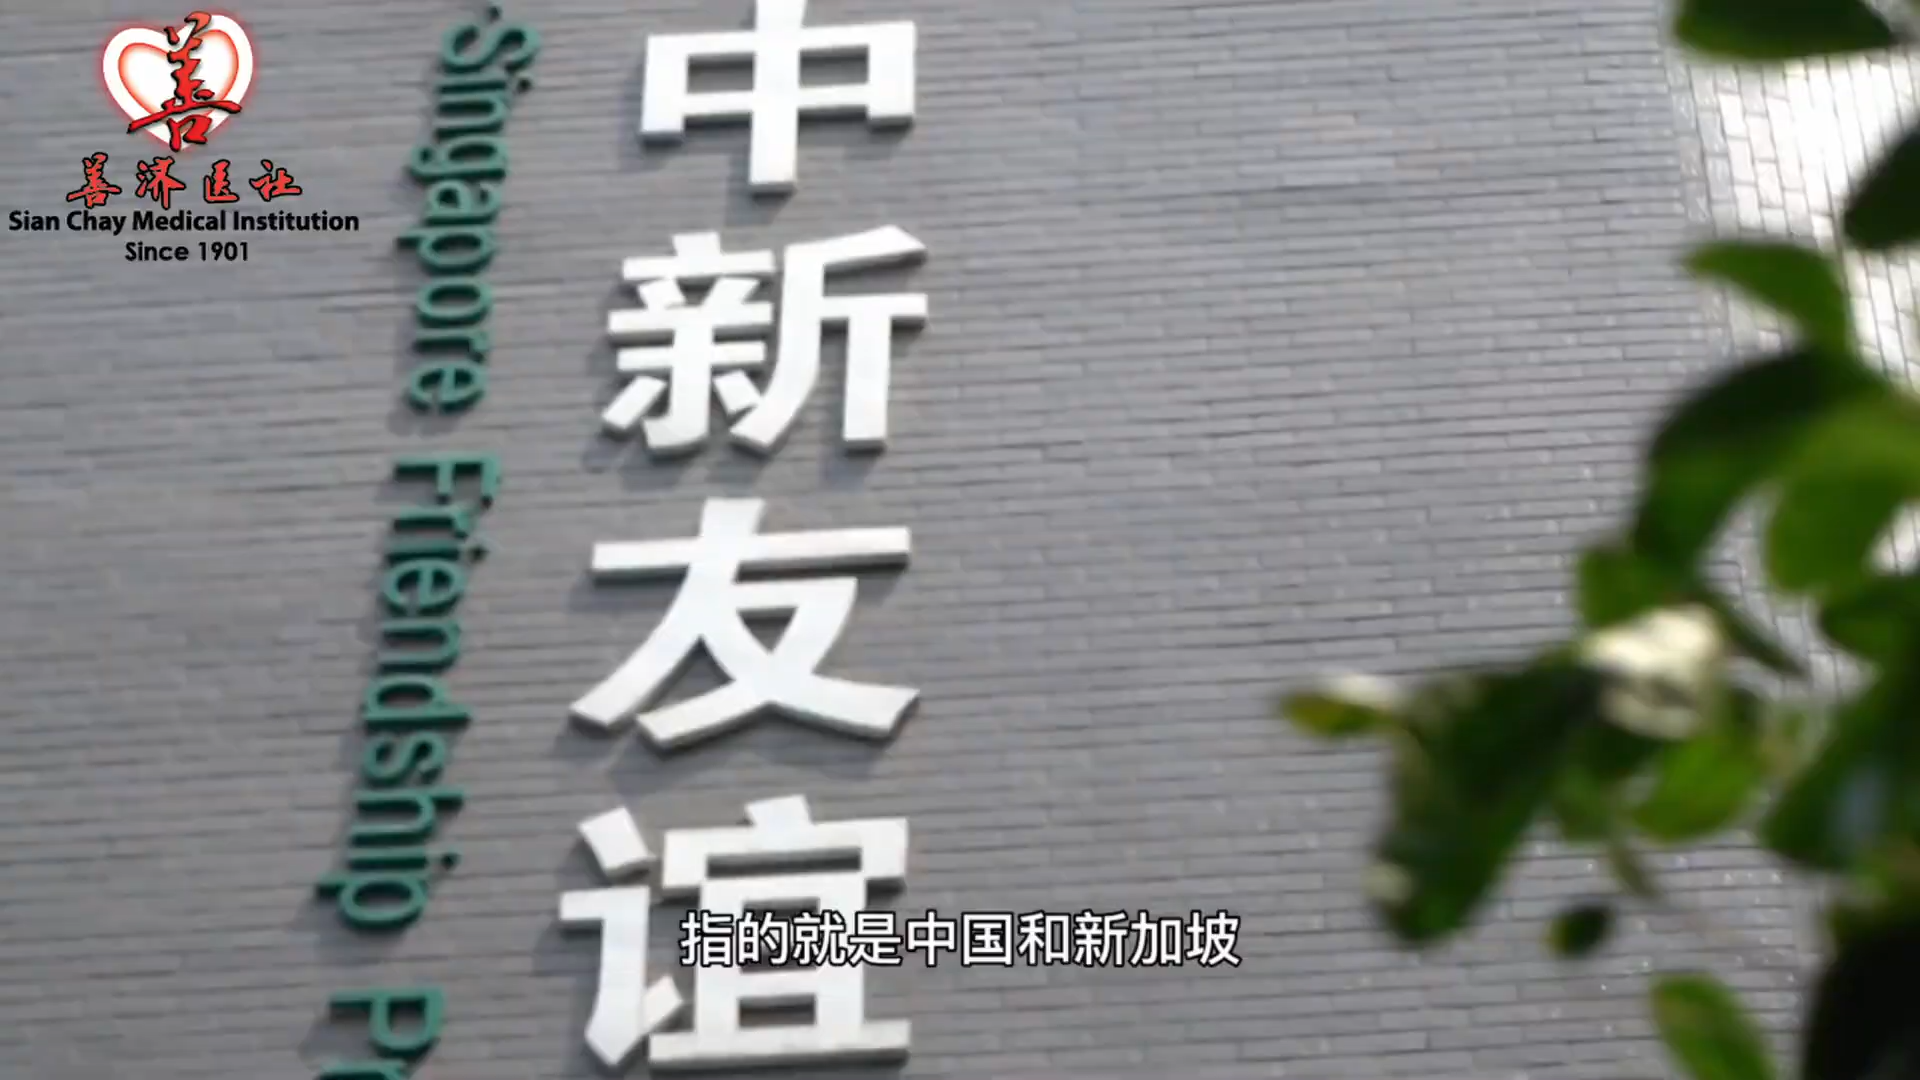 善
善济医社
Sian Chay Medical Institution
Since 1901
-Singapore Friendship Pr
中新友谊
指的就是中国和新加坡